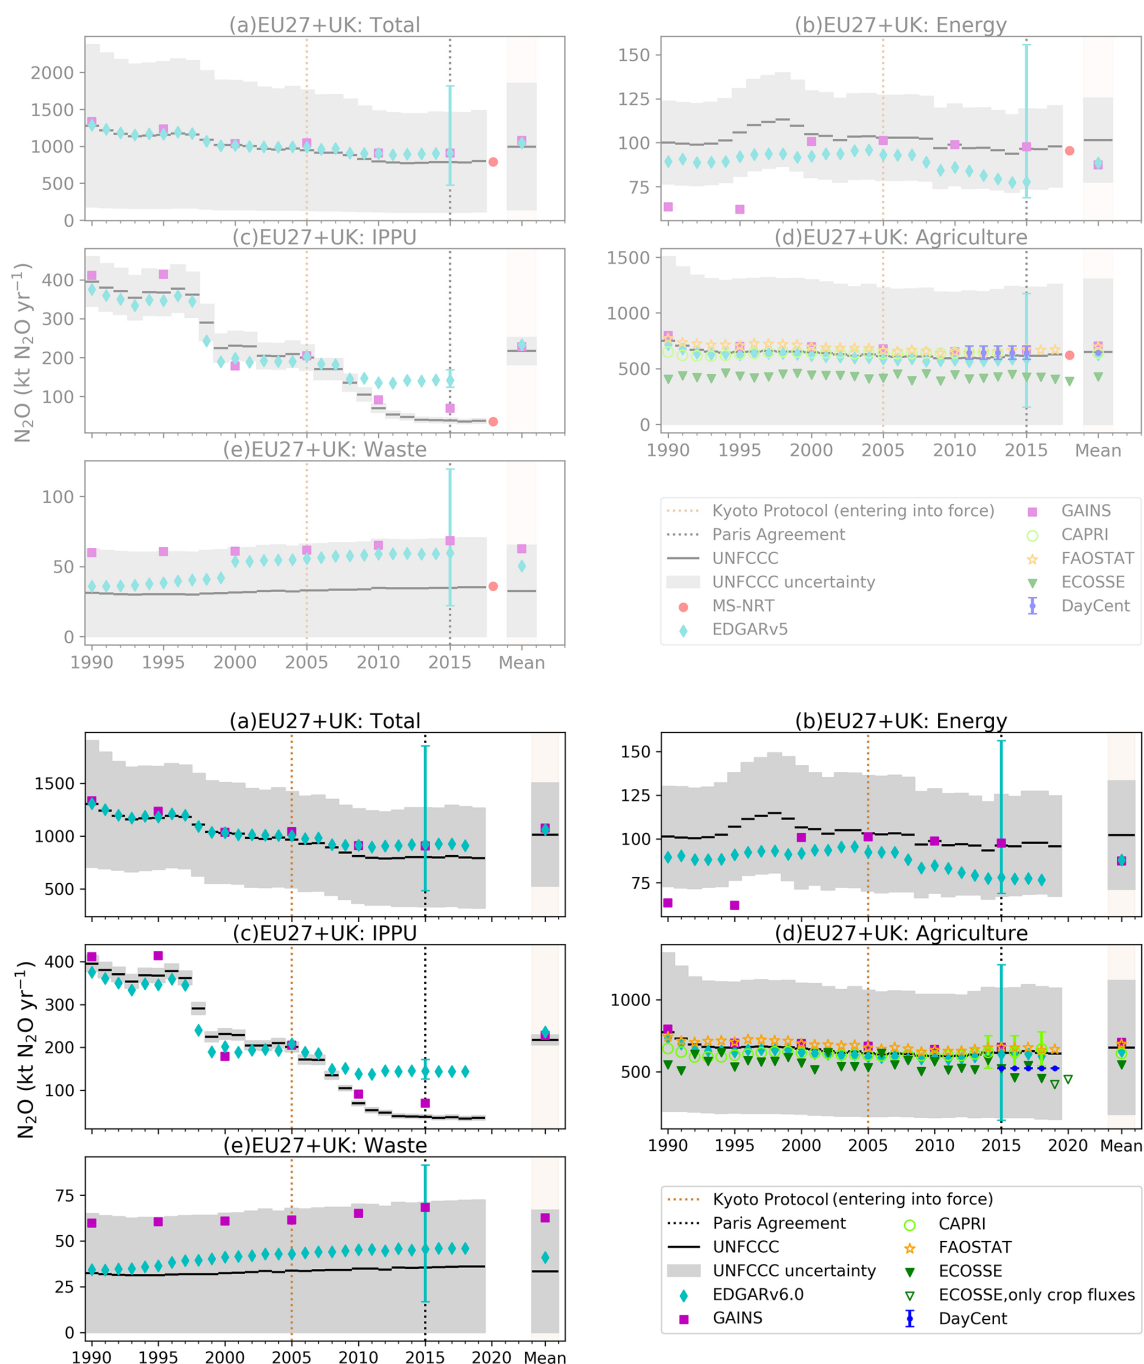 (a)EU27+UK: Total
2000
1500
1000
500
0
(b)EU27+UK: Energy
150
125
100
75
N₂O (kt N₂O yr⁻¹)
(c)EU27+UK: IPPU
400
300
200
100
(d)EU27+UK: Agriculture
1500
1000
500
0
1990 1995 2000 2005 2010 2015 Mean
(e)EU27+UK: Waste
100
50
0
1990 1995 2000 2005 2010 2015 Mean
Kyoto Protocol (entering into force)
Paris Agreement
UNFCCC
UNFCCC uncertainty
MS-NRT
EDGARv5
GAINS
CAPRI
FAOSTAT
ECOSSE
DayCent
(a)EU27+UK: Total
1500
1000
500
(b)EU27+UK: Energy
150
125
100
75
N₂O (kt N₂O yr⁻¹)
(c)EU27+UK: IPPU
400
300
200
100
(d)EU27+UK: Agriculture
1000
500
1990 1995 2000 2005 2010 2015 2020 Mean
(e)EU27+UK: Waste
75
50
25
0
1990 1995 2000 2005 2010 2015 2020 Mean
Kyoto Protocol (entering into force)
Paris Agreement
UNFCCC
UNFCCC uncertainty
EDGARv6.0
GAINS
CAPRI
FAOSTAT
ECOSSE
ECOSSE,only crop fluxes
DayCent